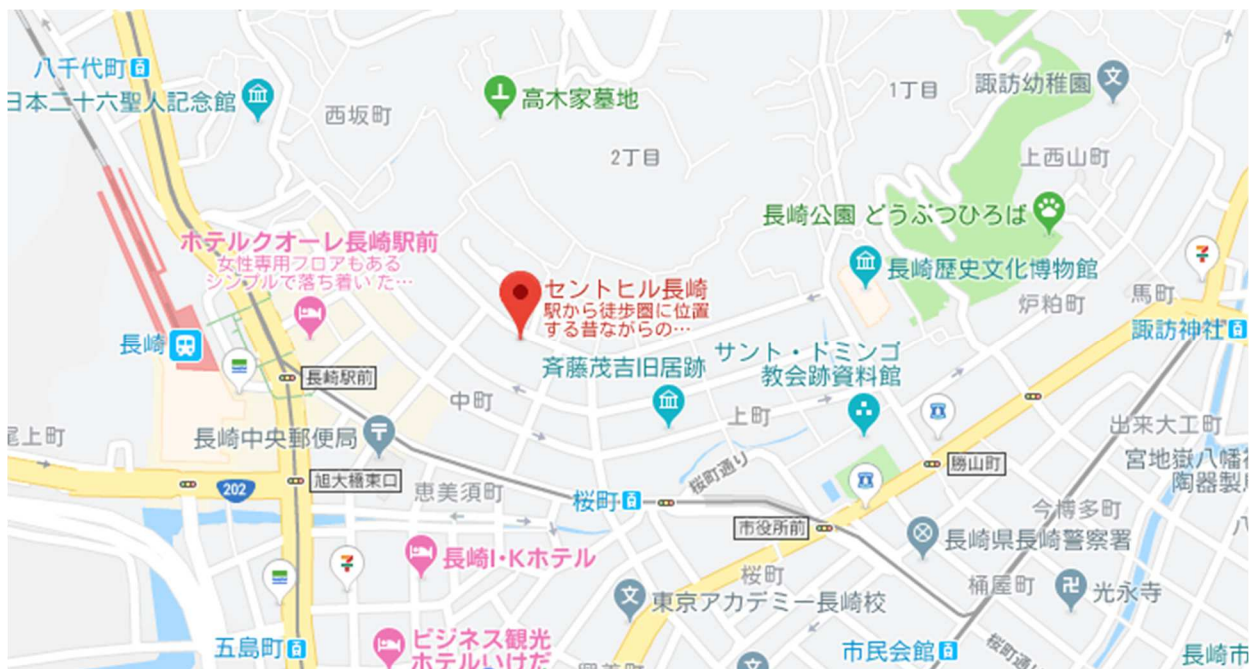 八千代町
日本二十六聖人記念館
西坂町
高木家墓地
2丁目
1丁目
諏訪幼稚園
上西山町
長崎公園 どうぶつひろば
ホテルクオーレ長崎駅前
女性専用フロアもある
シンプルで落ち着いた…
セントヒル長崎
駅から徒歩圏に位置
する昔ながらの…
長崎歴史文化博物館
炉粕町
馬町
諏訪神社
長崎
長崎駅前
斉藤茂吉旧居跡
サント・ドミンゴ
教会跡資料館
中町
上町
出来大工町
尾上町
長崎中央郵便局
旭大橋東口
202
恵美須町
桜町
桜町通り
勝山町
宮地嶽八幡
陶器製
今博多町
市役所前
長崎県長崎警察署
長崎I・Kホテル
桜町
東京アカデミー長崎校
桶屋町
光永寺
五島町
ビジネス観光
ホテルいけだ
市民会館
桜町通り
長崎市